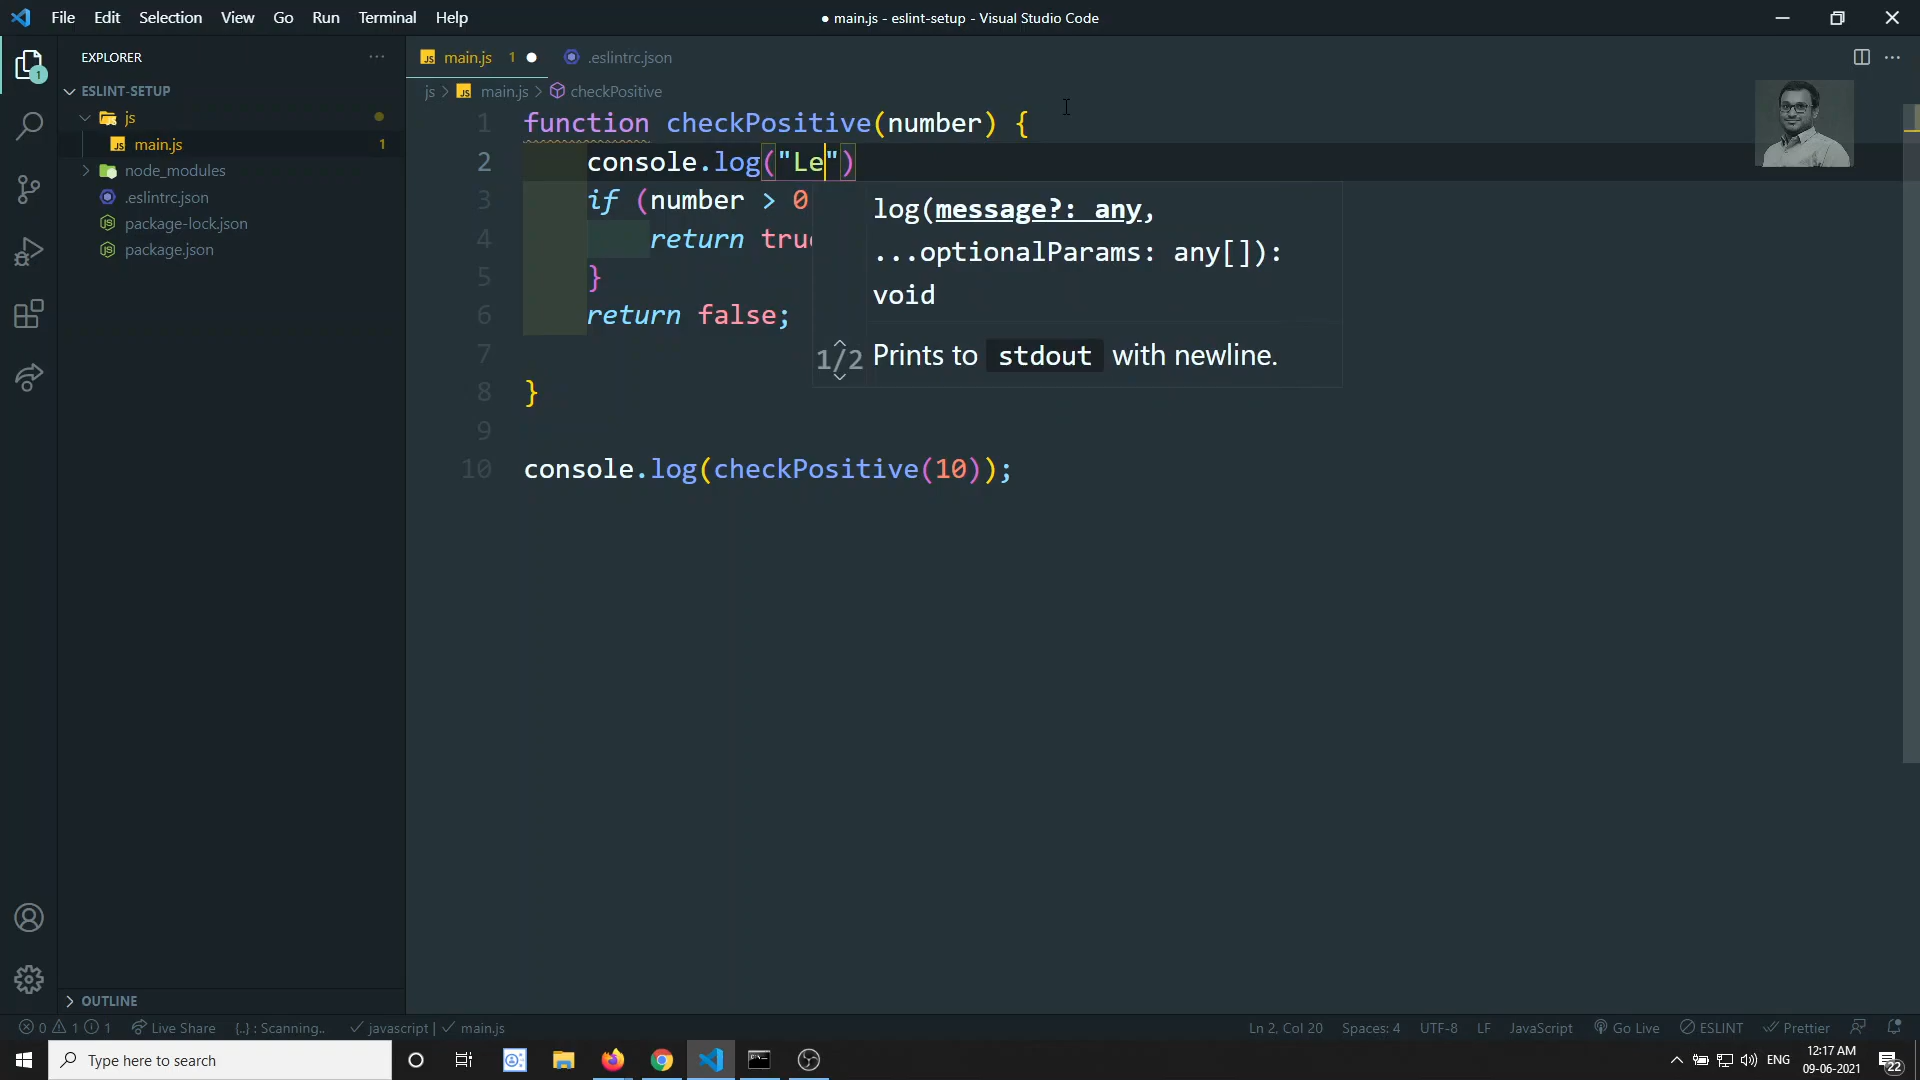 File Edit Selection View Go Run Terminal Help
● main.js - eslint-setup - Visual Studio Code
EXPLORER
ESLINT-SETUP
js
main.js 1
node_modules
.eslintrc.json
package-lock.json
package.json
OUTLINE
1
main.js 1
.eslintrc.json
js > main.js > checkPositive
1 function checkPositive(number) {
2 console.log("Le")
3 if (number > 0
4 return true
5 }
6 return false;
7
8 }
9
10 console.log(checkPositive(10));
log(message?: any,
...optionalParams: any[]):
void
1/2 Prints to stdout with newline.
0 1 1 Live Share {..} : Scanning.. javascript | main.js
Ln 2, Col 20 Spaces: 4 UTF-8 LF JavaScript Go Live ESLINT Prettier
Type here to search
ENG
12:17 AM
09-06-2021
22